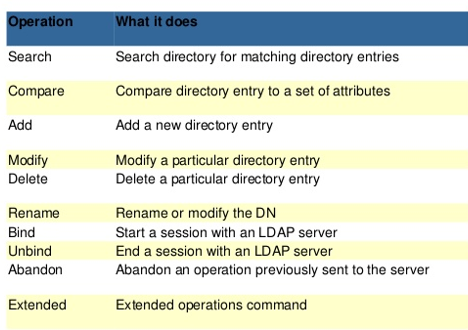 Operation What it does
Search Search directory for matching directory entries
Compare Compare directory entry to a set of attributes
Add Add a new directory entry
Modify Modify a particular directory entry
Delete Delete a particular directory entry
Rename Rename or modify the DN
Bind Start a session with an LDAP server
Unbind End a session with an LDAP server
Abandon Abandon an operation previously sent to the server
Extended Extended operations command